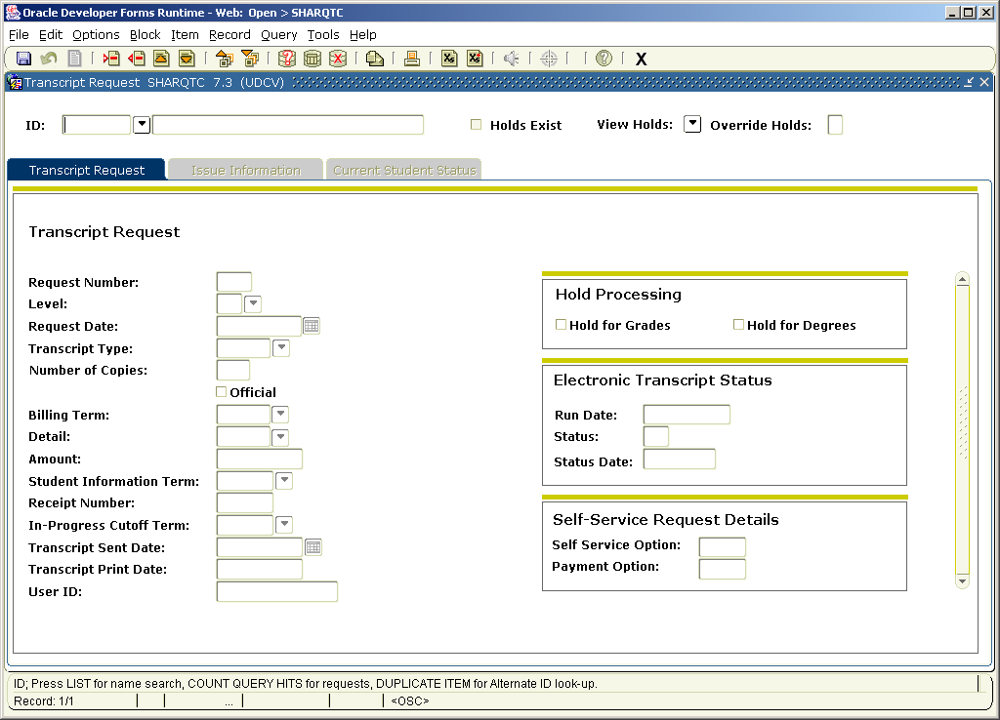 Oracle Developer Forms Runtime - Web: Open > SHARQTC
File Edit Options Block Item Record Query Tools Help
X
Transcript Request SHARQTC 7.3 (UDCV)
ID: Holds Exist View Holds: Override Holds:
Transcript Request Issue Information Current Student Status
Transcript Request
Request Number:
Level:
Request Date:
Transcript Type:
Number of Copies:
Official
Billing Term:
Detail:
Amount:
Student Information Term:
Receipt Number:
In-Progress Cutoff Term:
Transcript Sent Date:
Transcript Print Date:
User ID:
Hold Processing
Hold for Grades Hold for Degrees
Electronic Transcript Status
Run Date:
Status:
Status Date:
Self-Service Request Details
Self Service Option:
Payment Option:
ID; Press LIST for name search, COUNT QUERY HITS for requests, DUPLICATE ITEM for Alternate ID look-up.
Record: 1/1 ... <OSC>